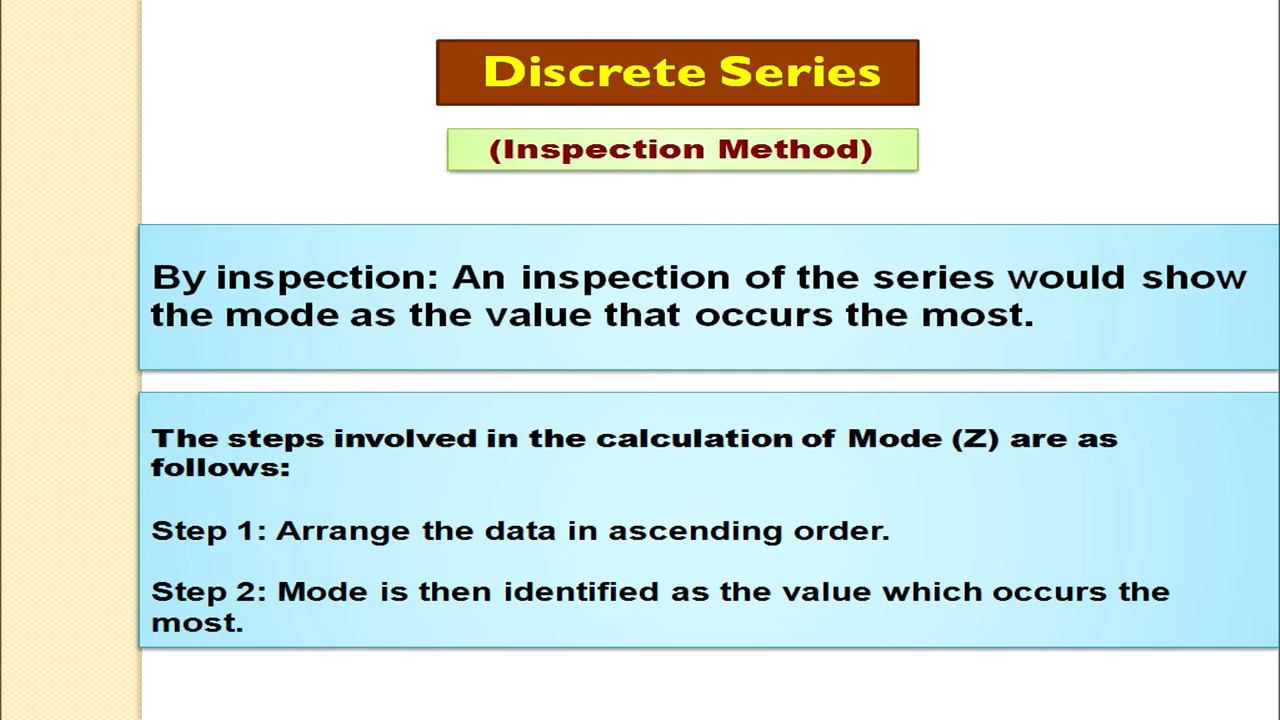 Discrete Series
(Inspection Method)
By inspection: An inspection of the series would show
the mode as the value that occurs the most.
The steps involved in the calculation of Mode (Z) are as
follows:
Step 1: Arrange the data in ascending order.
Step 2: Mode is then identified as the value which occurs the
most.